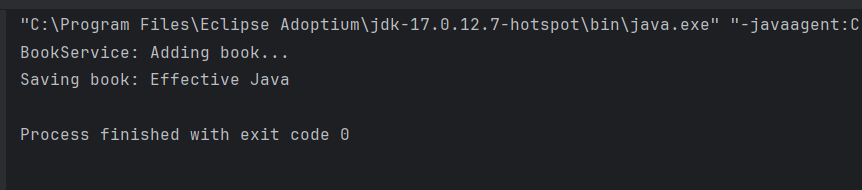 "C:\Program Files\Eclipse Adoptium\jdk-17.0.12.7-hotspot\bin\java.exe" "-javaagent:C
BookService: Adding book...
Saving book: Effective Java
Process finished with exit code 0